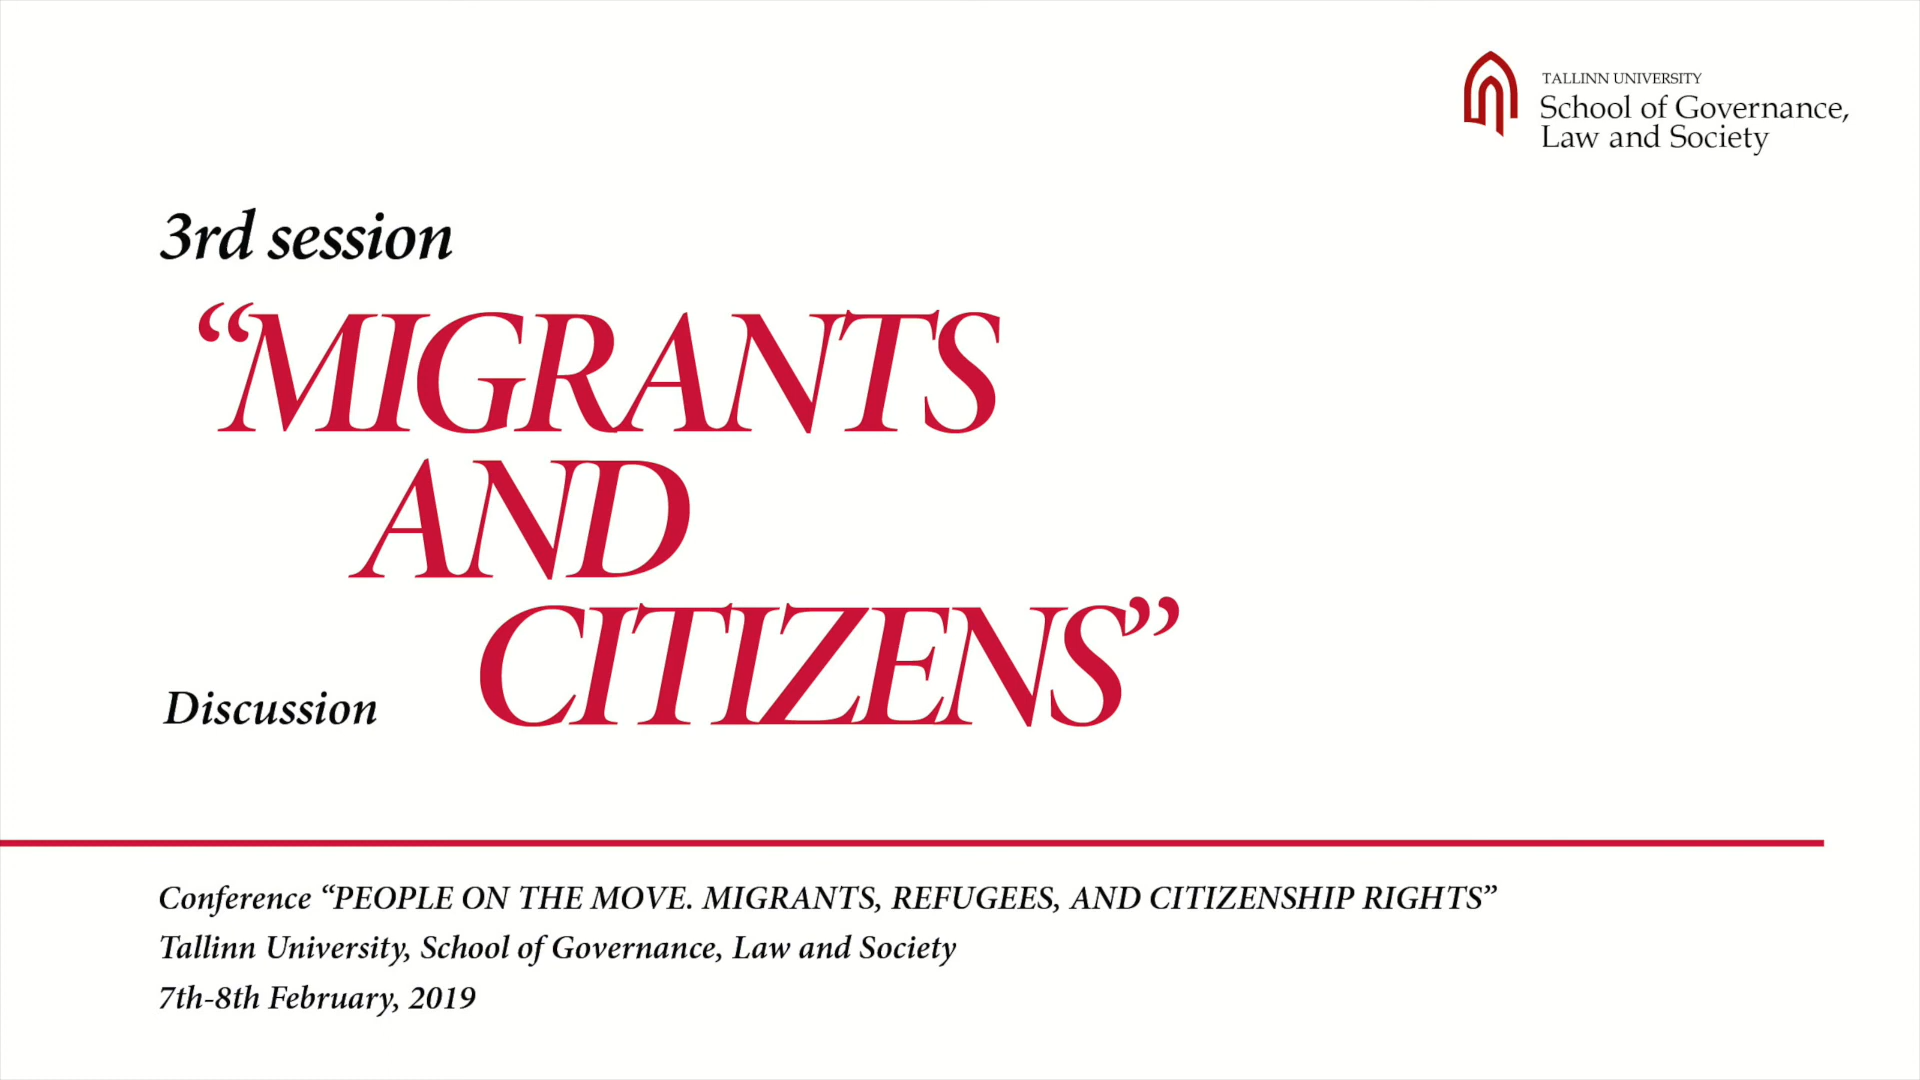 TALLINN UNIVERSITY
School of Governance,
Law and Society
3rd session
“MIGRANTS
AND
CITIZENS”
Discussion
Conference “PEOPLE ON THE MOVE. MIGRANTS, REFUGEES, AND CITIZENSHIP RIGHTS”
Tallinn University, School of Governance, Law and Society
7th-8th February, 2019